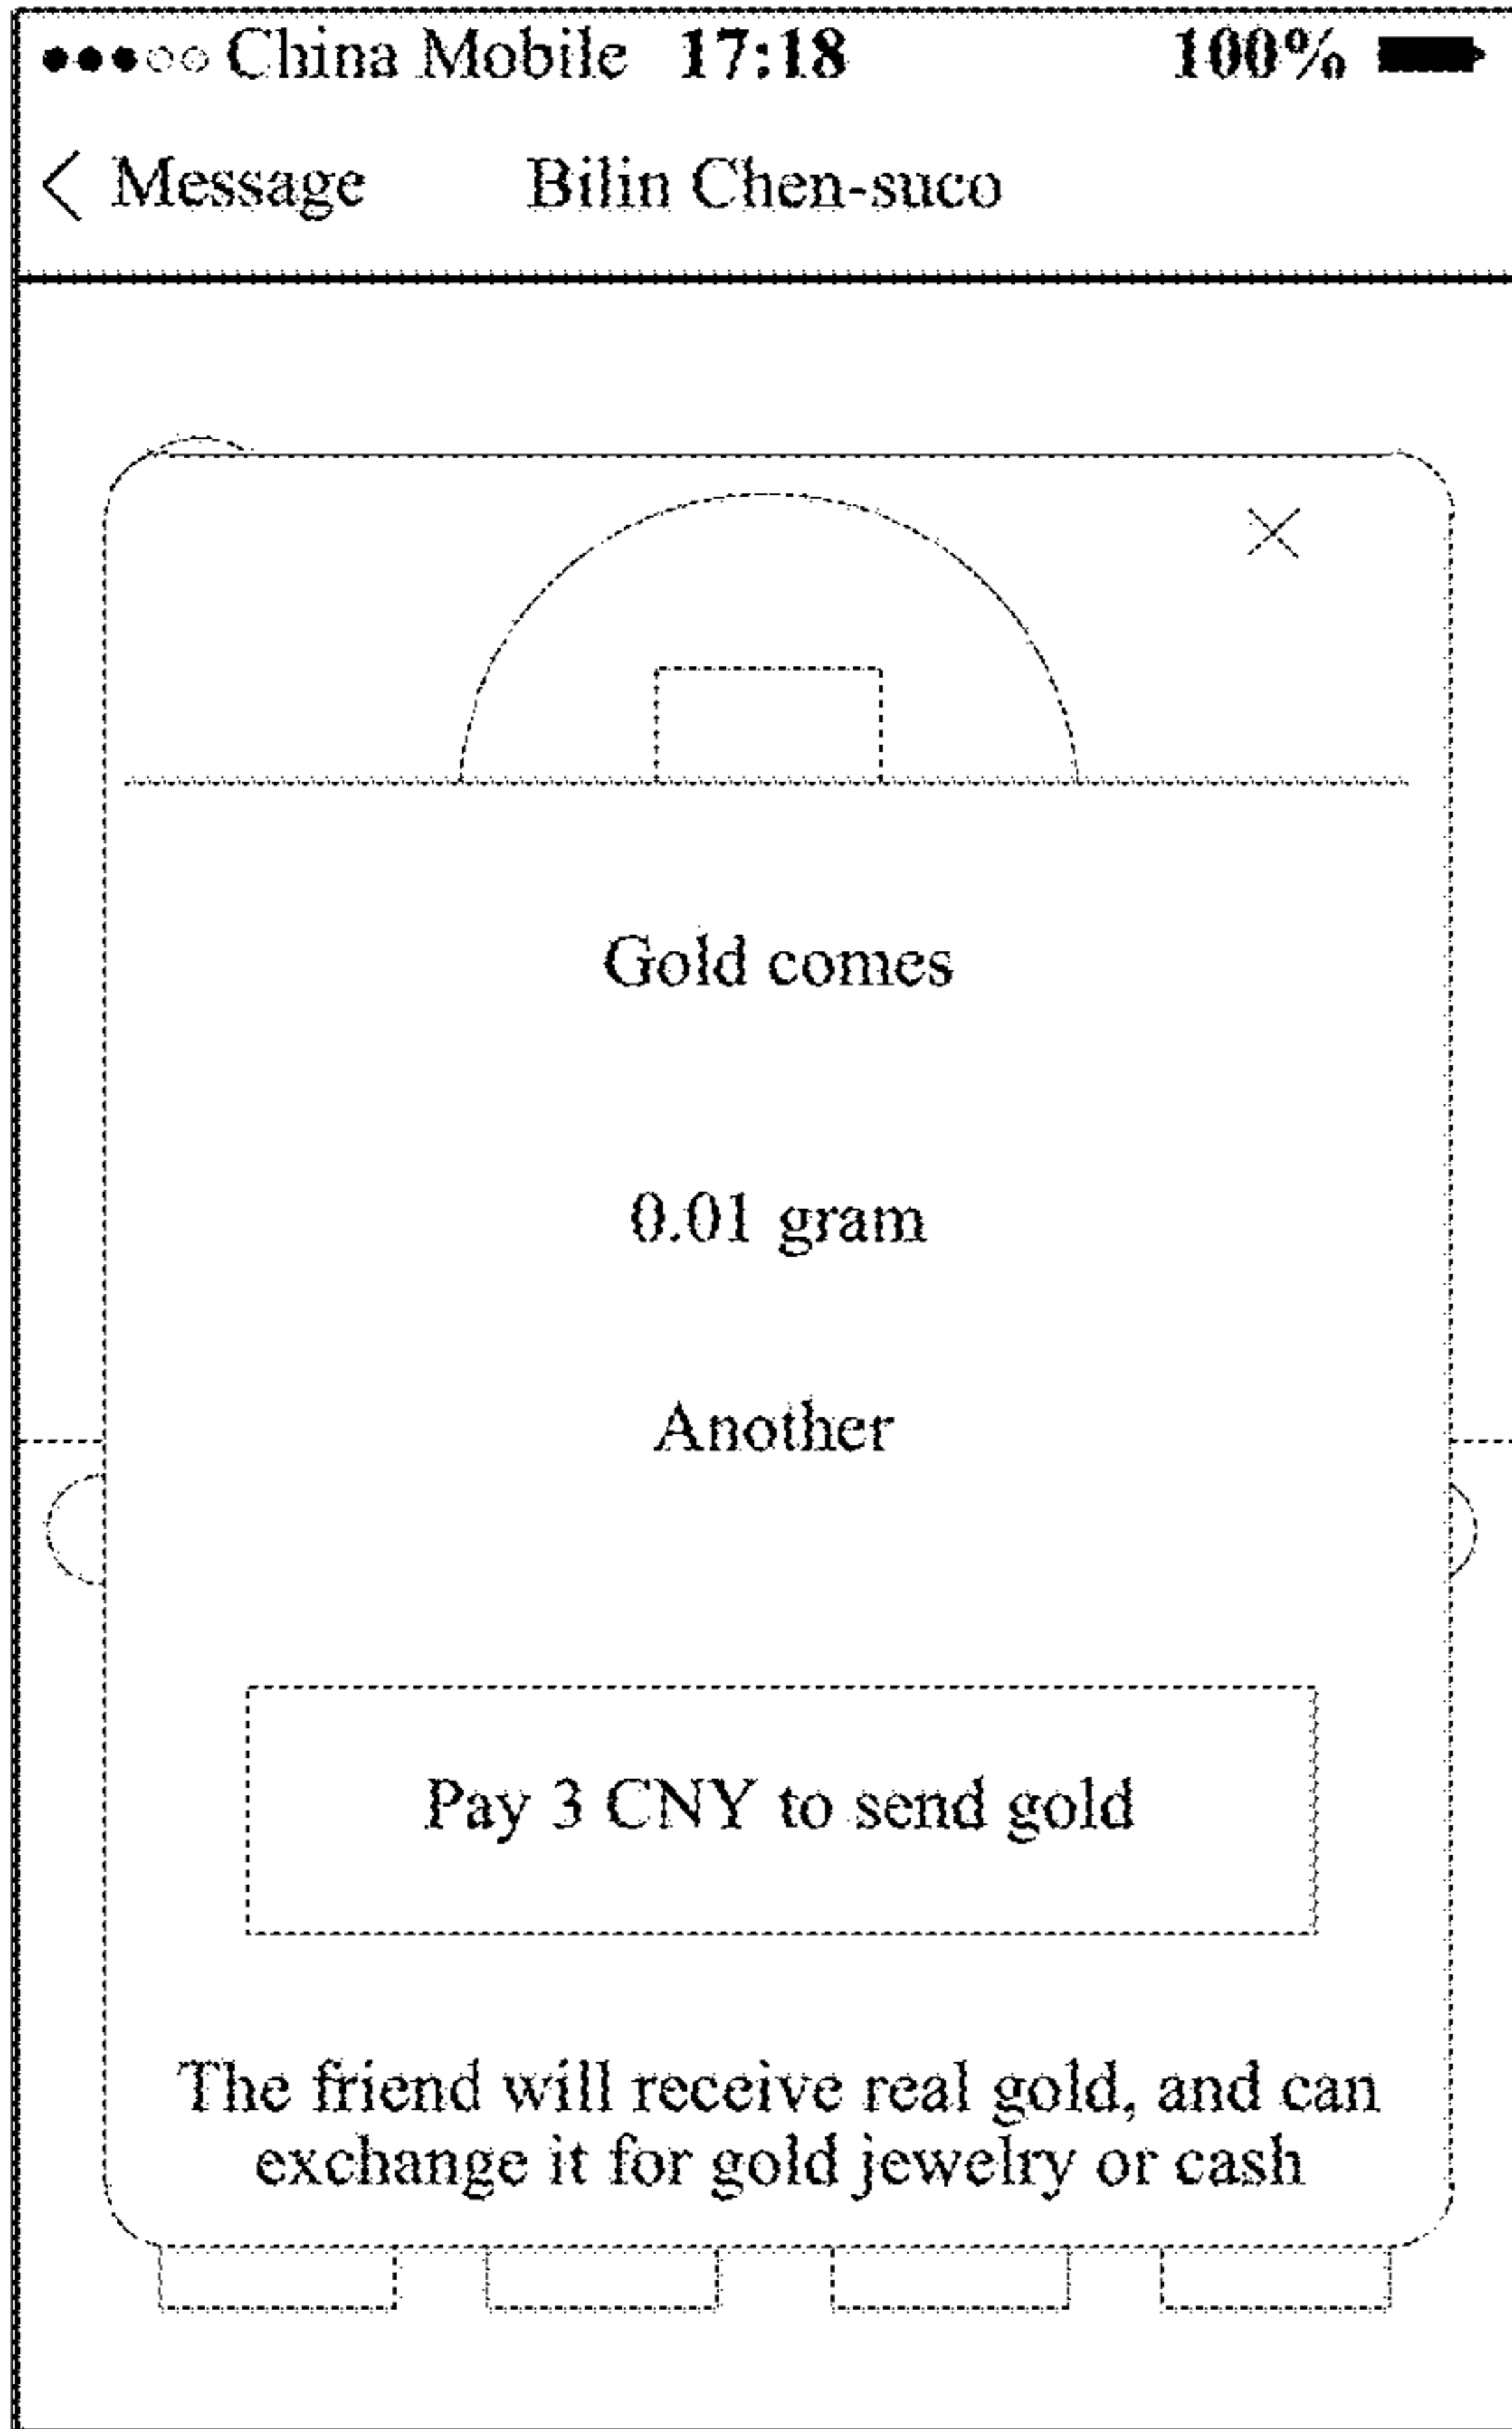 China Mobile 17:18 100%
< Message Bilin Chen-suco
Gold comes
0.01 gram
Another
Pay 3 CNY to send gold
The friend will receive real gold, and can
exchange it for gold jewelry or cash